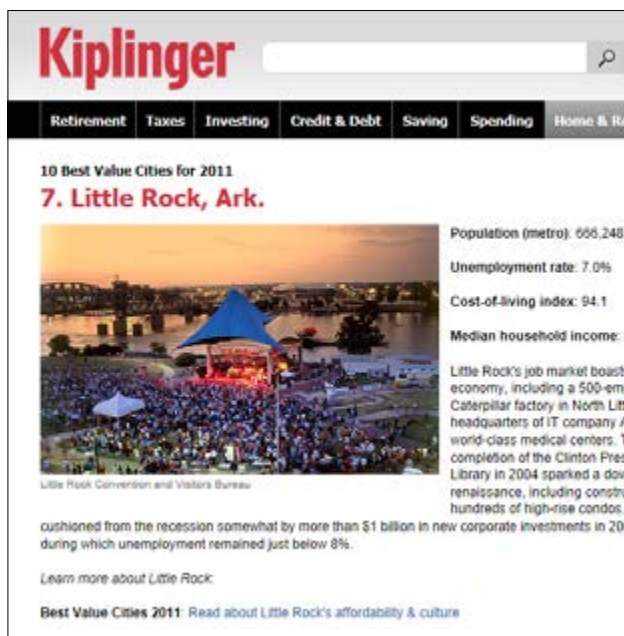 Kiplinger
Retirement Taxes Investing Credit & Debt Saving Spending Home & R
10 Best Value Cities for 2011
7. Little Rock, Ark.
Population (metro): 666,248
Unemployment rate: 7.0%
Cost-of-living index: 94.1
Median household income:
Little Rock's job market boasts
economy, including a 500-em
Caterpillar factory in North Lit
headquarters of IT company A
world-class medical centers. T
completion of the Clinton Pres
Library in 2004 sparked a dow
renaissance, including constru
hundreds of high-rise condos.
Little Rock Convention and Visitors Bureau
cushioned from the recession somewhat by more than $1 billion in new corporate investments in 20
during which unemployment remained just below 8%.
Learn more about Little Rock:
Best Value Cities 2011: Read about Little Rock's affordability & culture